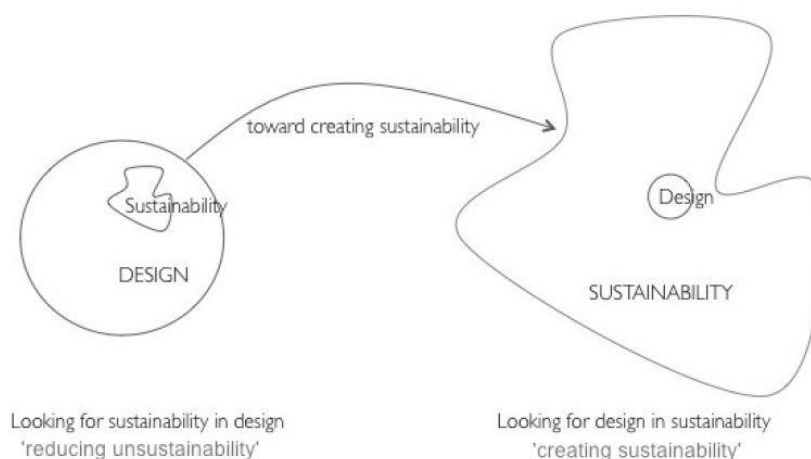 toward creating sustainability
Sustainability
DESIGN
Design
SUSTAINABILITY
Looking for sustainability in design
'reducing unsustainability'
Looking for design in sustainability
'creating sustainability'